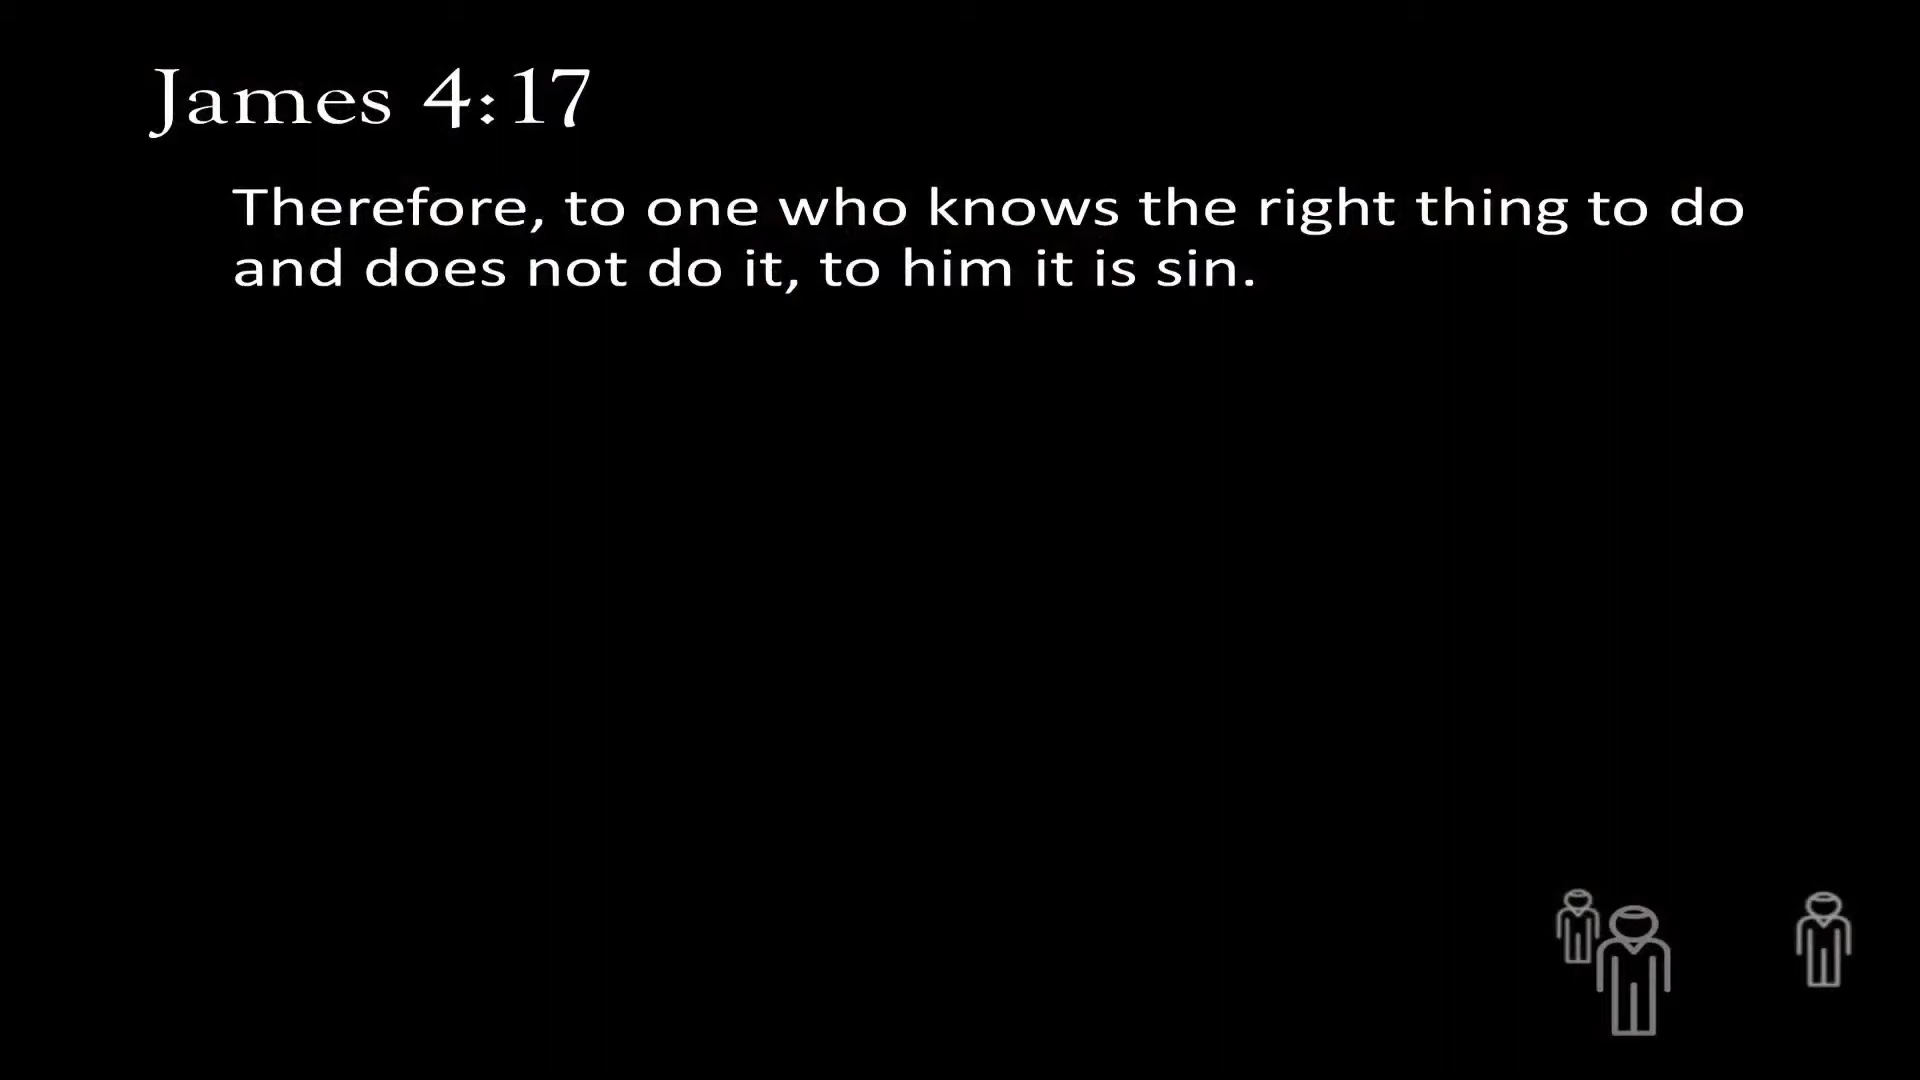 James 4:17
Therefore, to one who knows the right thing to do
and does not do it, to him it is sin.